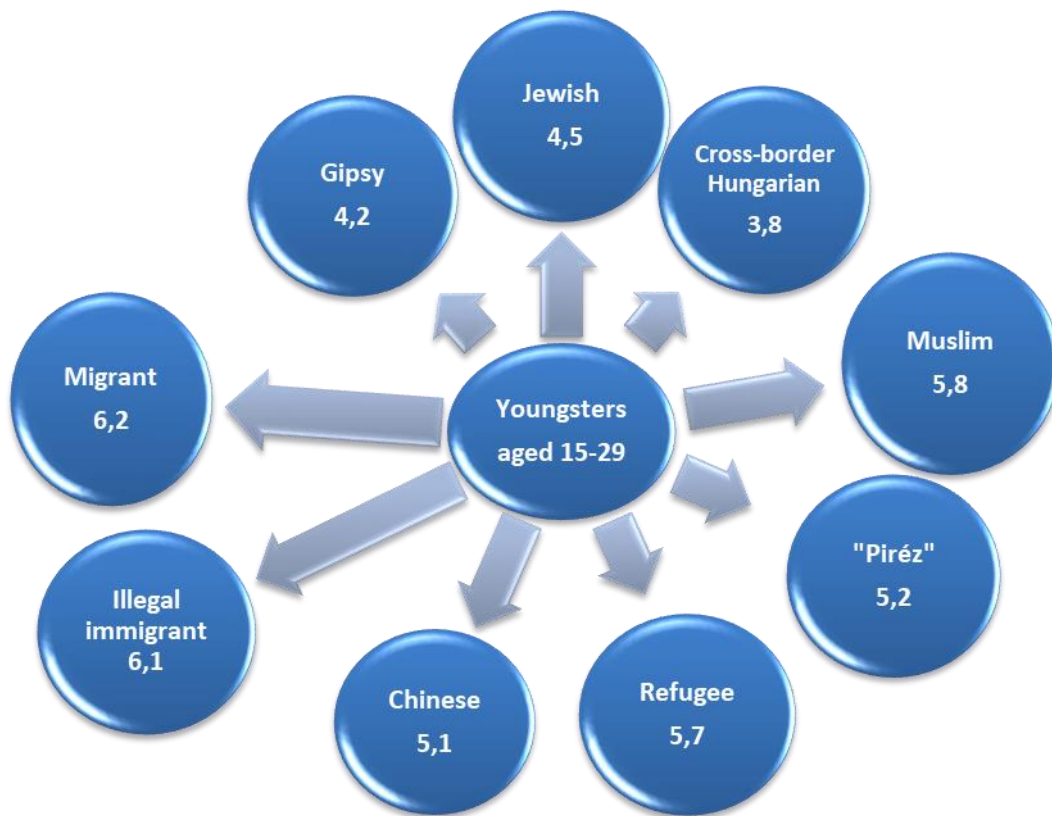 Jewish
4,5
Cross-border
Hungarian
3,8
Gipsy
4,2
Muslim
5,8
Migrant
6,2
Youngsters
aged 15-29
"Piréz"
5,2
Illegal
immigrant
6,1
Chinese
5,1
Refugee
5,7